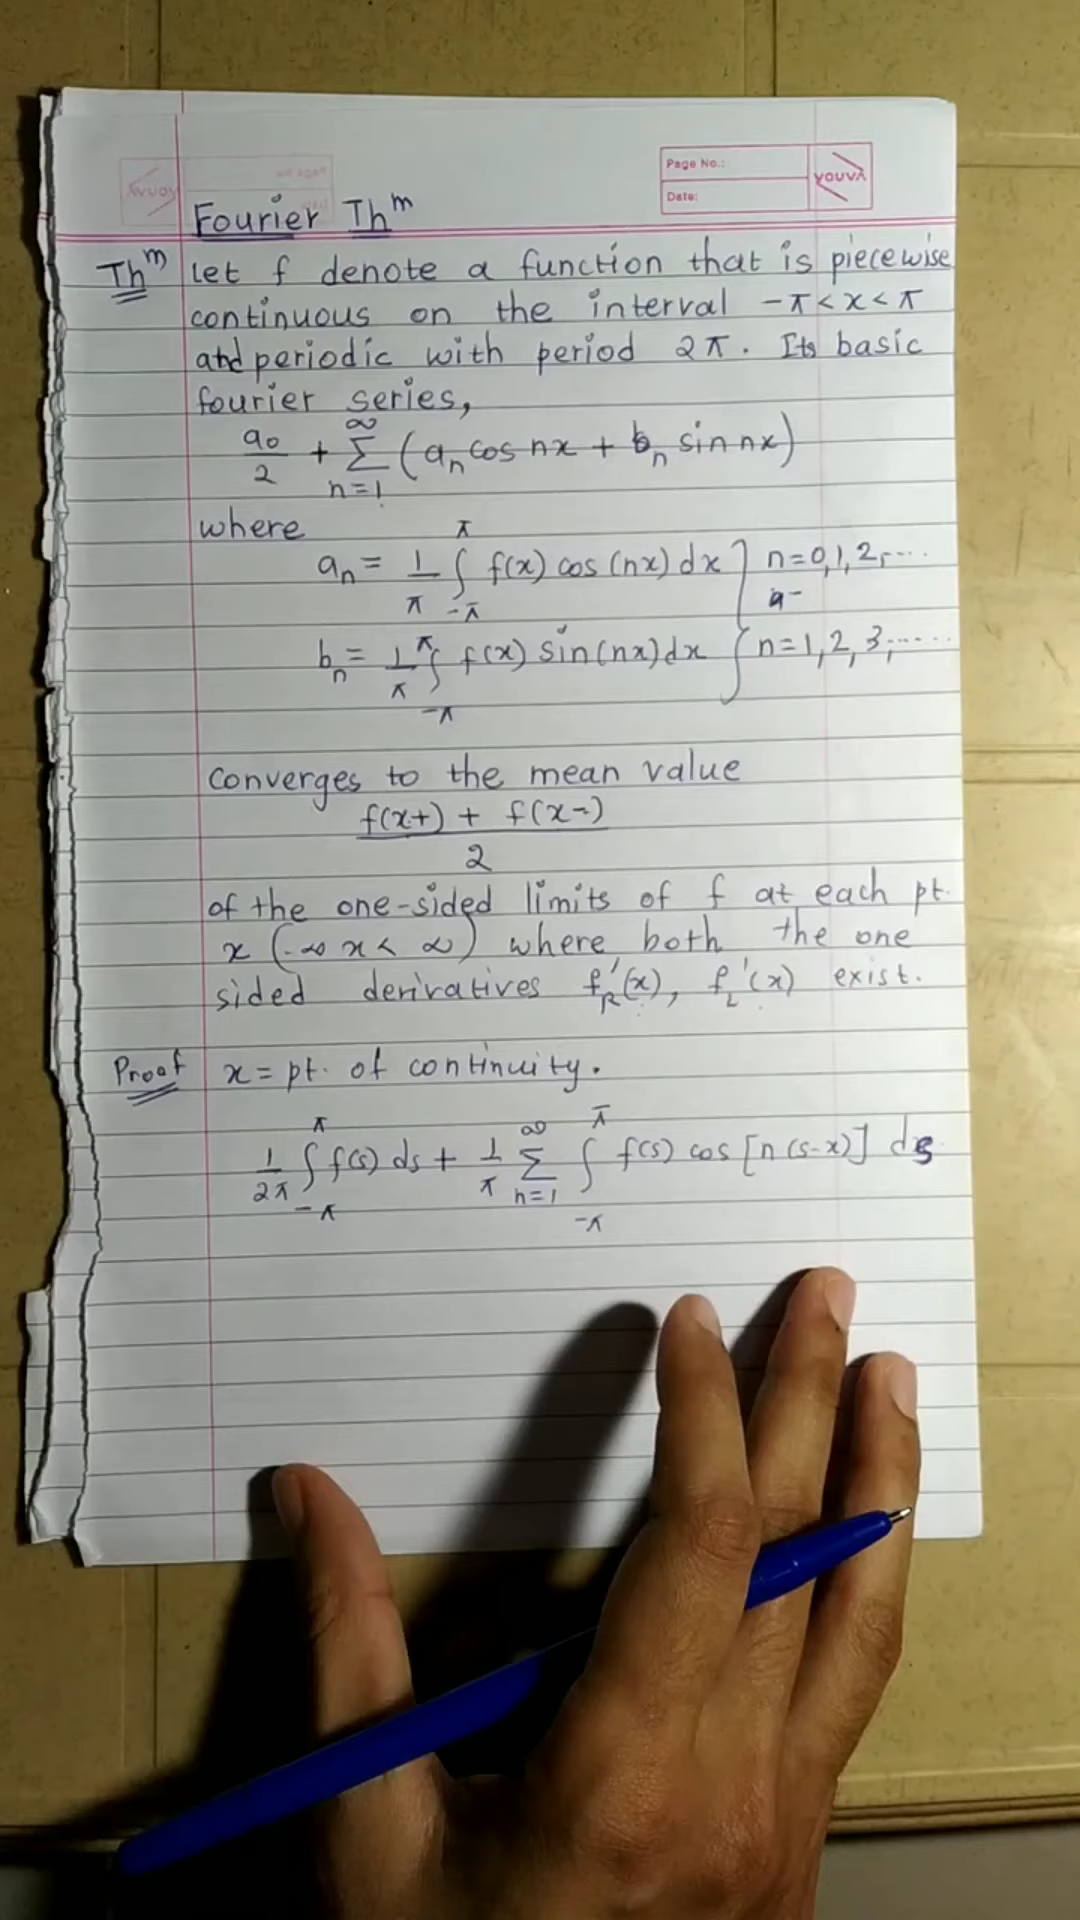 Page No.:
Date:
YOUVA
Fourier Thᵐ
Thᵐ Let f denote a function that is piecewise
continuous on the interval -π < x < π
and periodic with period 2π. Its basic
fourier series,
a₀/2 + ∑_{n=1}^{∞} (aₙ cos nx + bₙ sin nx)
where
aₙ = 1/π ∫_{-π}^{π} f(x) cos (nx) dx } n=0,1,2,....
bₙ = 1/π ∫_{-π}^{π} f(x) sin(nx) dx } n=1,2,3,......
converges to the mean value
f(x+) + f(x-)
2
of the one-sided limits of f at each pt.
x (-∞ x < ∞) where both the one
sided derivatives f'_R(x), f'_L(x) exist.
Proof x = pt. of continuity.
1/2π ∫_{-π}^{π} f(s) ds + 1/π ∑_{n=1}^{∞} ∫_{-π}^{π} f(s) cos [n(s-x)] ds